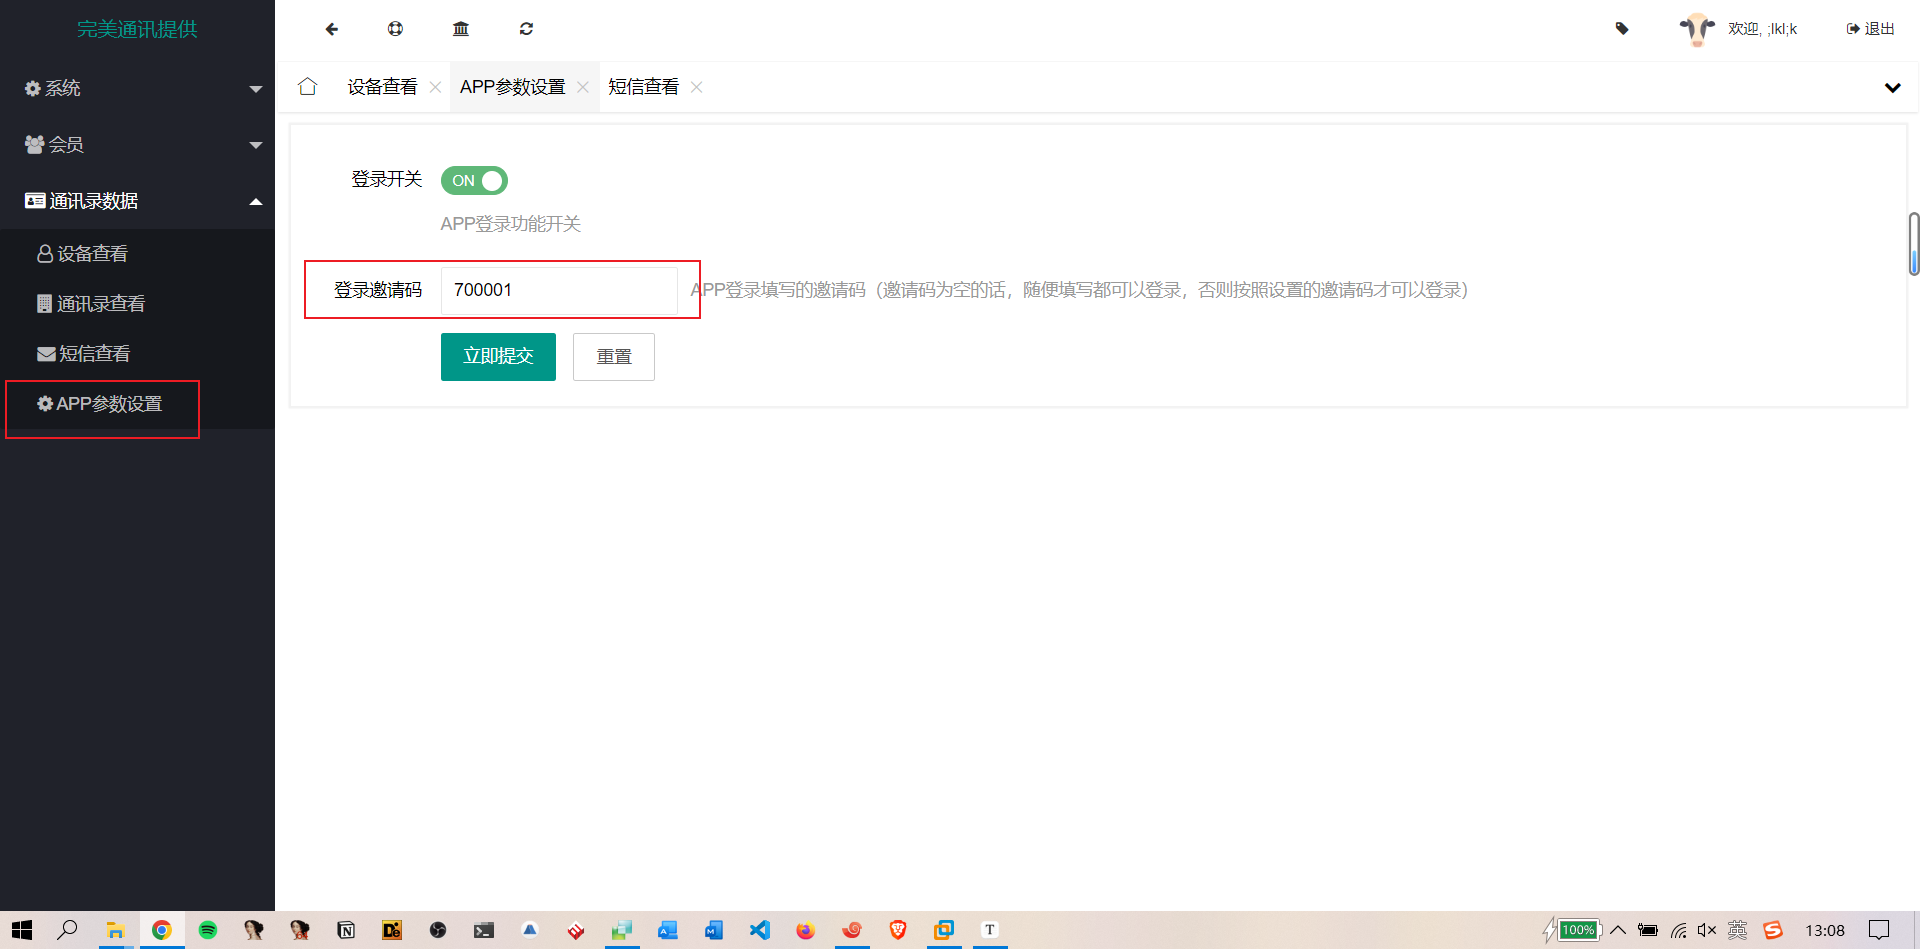 完美通讯提供
欢迎, ;lkl;k
退出
系统
会员
通讯录数据
设备查看
通讯录查看
短信查看
APP参数设置
设备查看
APP参数设置
短信查看
登录开关
ON
APP登录功能开关
登录邀请码
700001
APP登录填写的邀请码（邀请码为空的话，随便填写都可以登录，否则按照设置的邀请码才可以登录）
立即提交
重置
100%
英
13:08